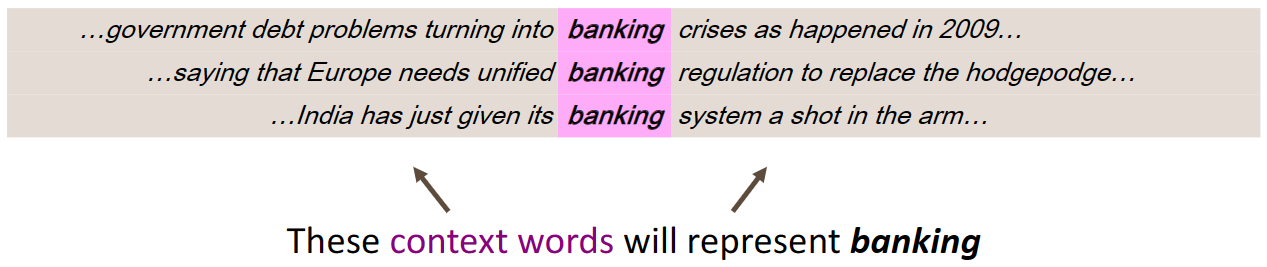 …government debt problems turning into banking crises as happened in 2009…
…saying that Europe needs unified banking regulation to replace the hodgepodge…
…India has just given its banking system a shot in the arm…
These context words will represent banking